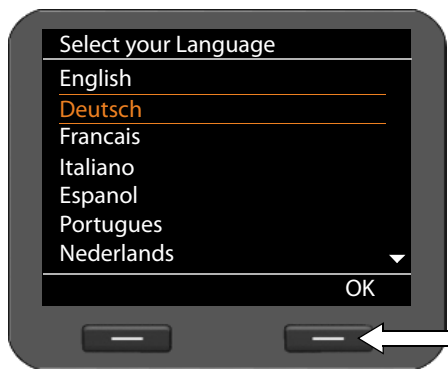 Select your Language
English
Deutsch
Francais
Italiano
Espanol
Portugues
Nederlands
OK